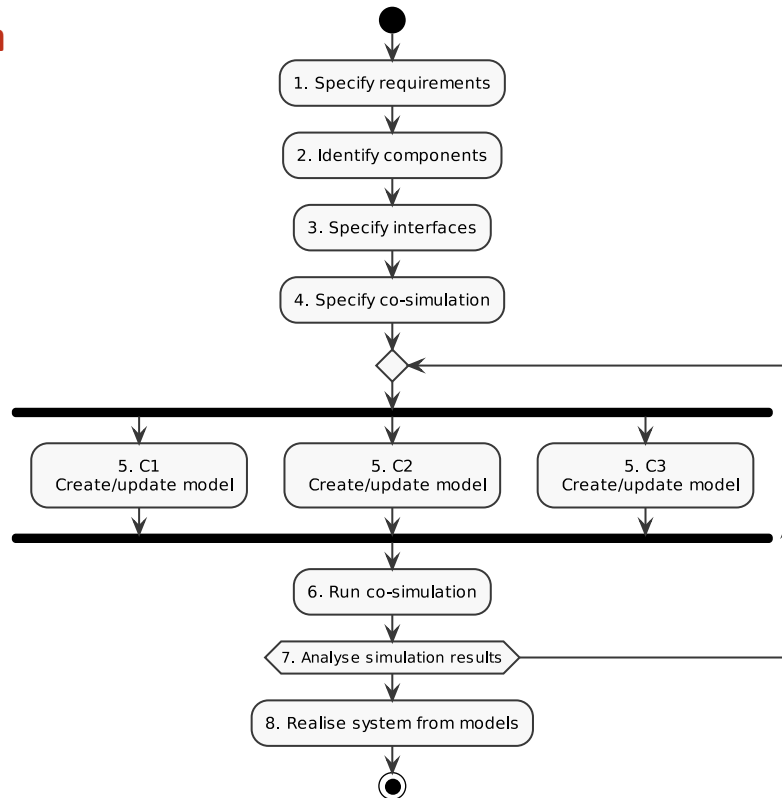 1. Specify requirements
2. Identify components
3. Specify interfaces
4. Specify co-simulation
5. C1
Create/update model
5. C2
Create/update model
5. C3
Create/update model
6. Run co-simulation
7. Analyse simulation results
8. Realise system from models